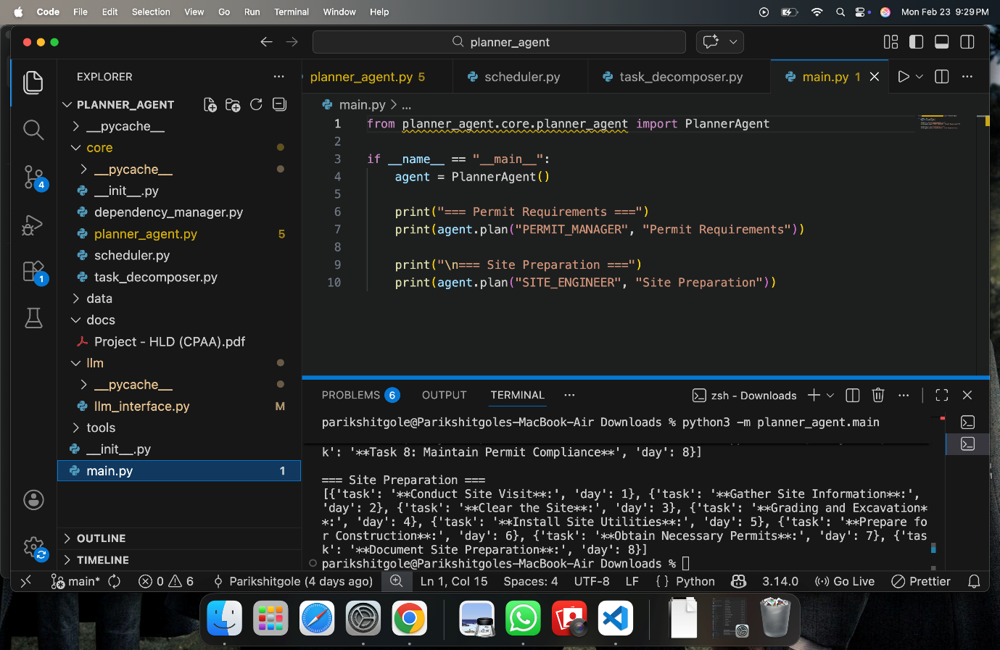 Code File Edit Selection View Go Run Terminal Window Help Mon Feb 23 9:29 PM
planner_agent
EXPLORER
PLANNER_AGENT
__pycache__
core
__pycache__
__init__.py
dependency_manager.py
planner_agent.py 5
scheduler.py
task_decomposer.py
data
docs
Project - HLD (CPAA).pdf
llm
__pycache__
llm_interface.py M
tools
__init__.py
main.py 1
OUTLINE
TIMELINE
4
1
planner_agent.py 5 scheduler.py task_decomposer.py main.py 1
main.py > ...
1 from planner_agent.core.planner_agent import PlannerAgent
2
3 if __name__ == "__main__":
4 agent = PlannerAgent()
5
6 print("=== Permit Requirements ===")
7 print(agent.plan("PERMIT_MANAGER", "Permit Requirements"))
8
9 print("\n=== Site Preparation ===")
10 print(agent.plan("SITE_ENGINEER", "Site Preparation"))
PROBLEMS 6 OUTPUT TERMINAL ... zsh - Downloads
parikshitgole@Parikshitgoles-MacBook-Air Downloads % python3 -m planner_agent.main
k': '**Task 8: Maintain Permit Compliance**', 'day': 8}]
=== Site Preparation ===
[{'task': '**Conduct Site Visit**:', 'day': 1}, {'task': '**Gather Site Information**:',
'day': 2}, {'task': '**Clear the Site**:', 'day': 3}, {'task': '**Grading and Excavation*
*:', 'day': 4}, {'task': '**Install Site Utilities**:', 'day': 5}, {'task': '**Prepare fo
r Construction**:', 'day': 6}, {'task': '**Obtain Necessary Permits**:', 'day': 7}, {'tas
k': '**Document Site Preparation**:', 'day': 8}]
parikshitgole@Parikshitgoles-MacBook-Air Downloads %
main* 0 6 Parikshitgole (4 days ago) Ln 1, Col 15 Spaces: 4 UTF-8 LF {} Python 3.14.0 Go Live Prettier